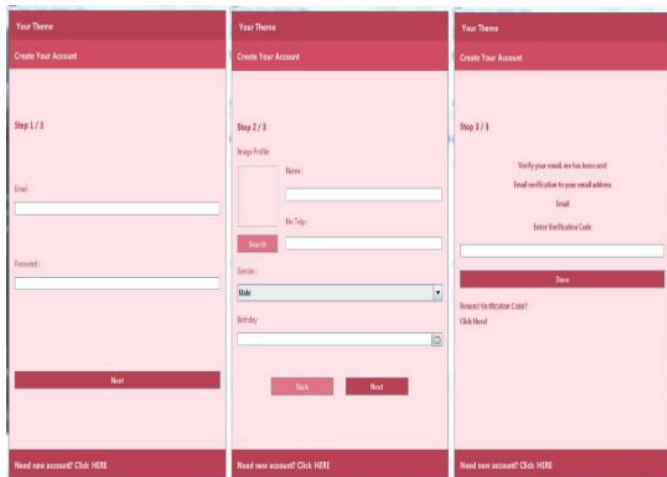 Your Theme
Create Your Account
Step 1 / 3
Email
Password :
Next
Need new account? Click HERE
Your Theme
Create Your Account
Step 2 / 3
Image Profile
Name :
No Telp :
Search
Gender :
Male
Birthday
Back
Next
Need new account? Click HERE
Your Theme
Create Your Account
Step 3 / 3
Verify your email, we has been sent
Email verification to your email address
Email
Enter Verification Code
Done
Resend Verification Code?
Click Here!
Need new account? Click HERE